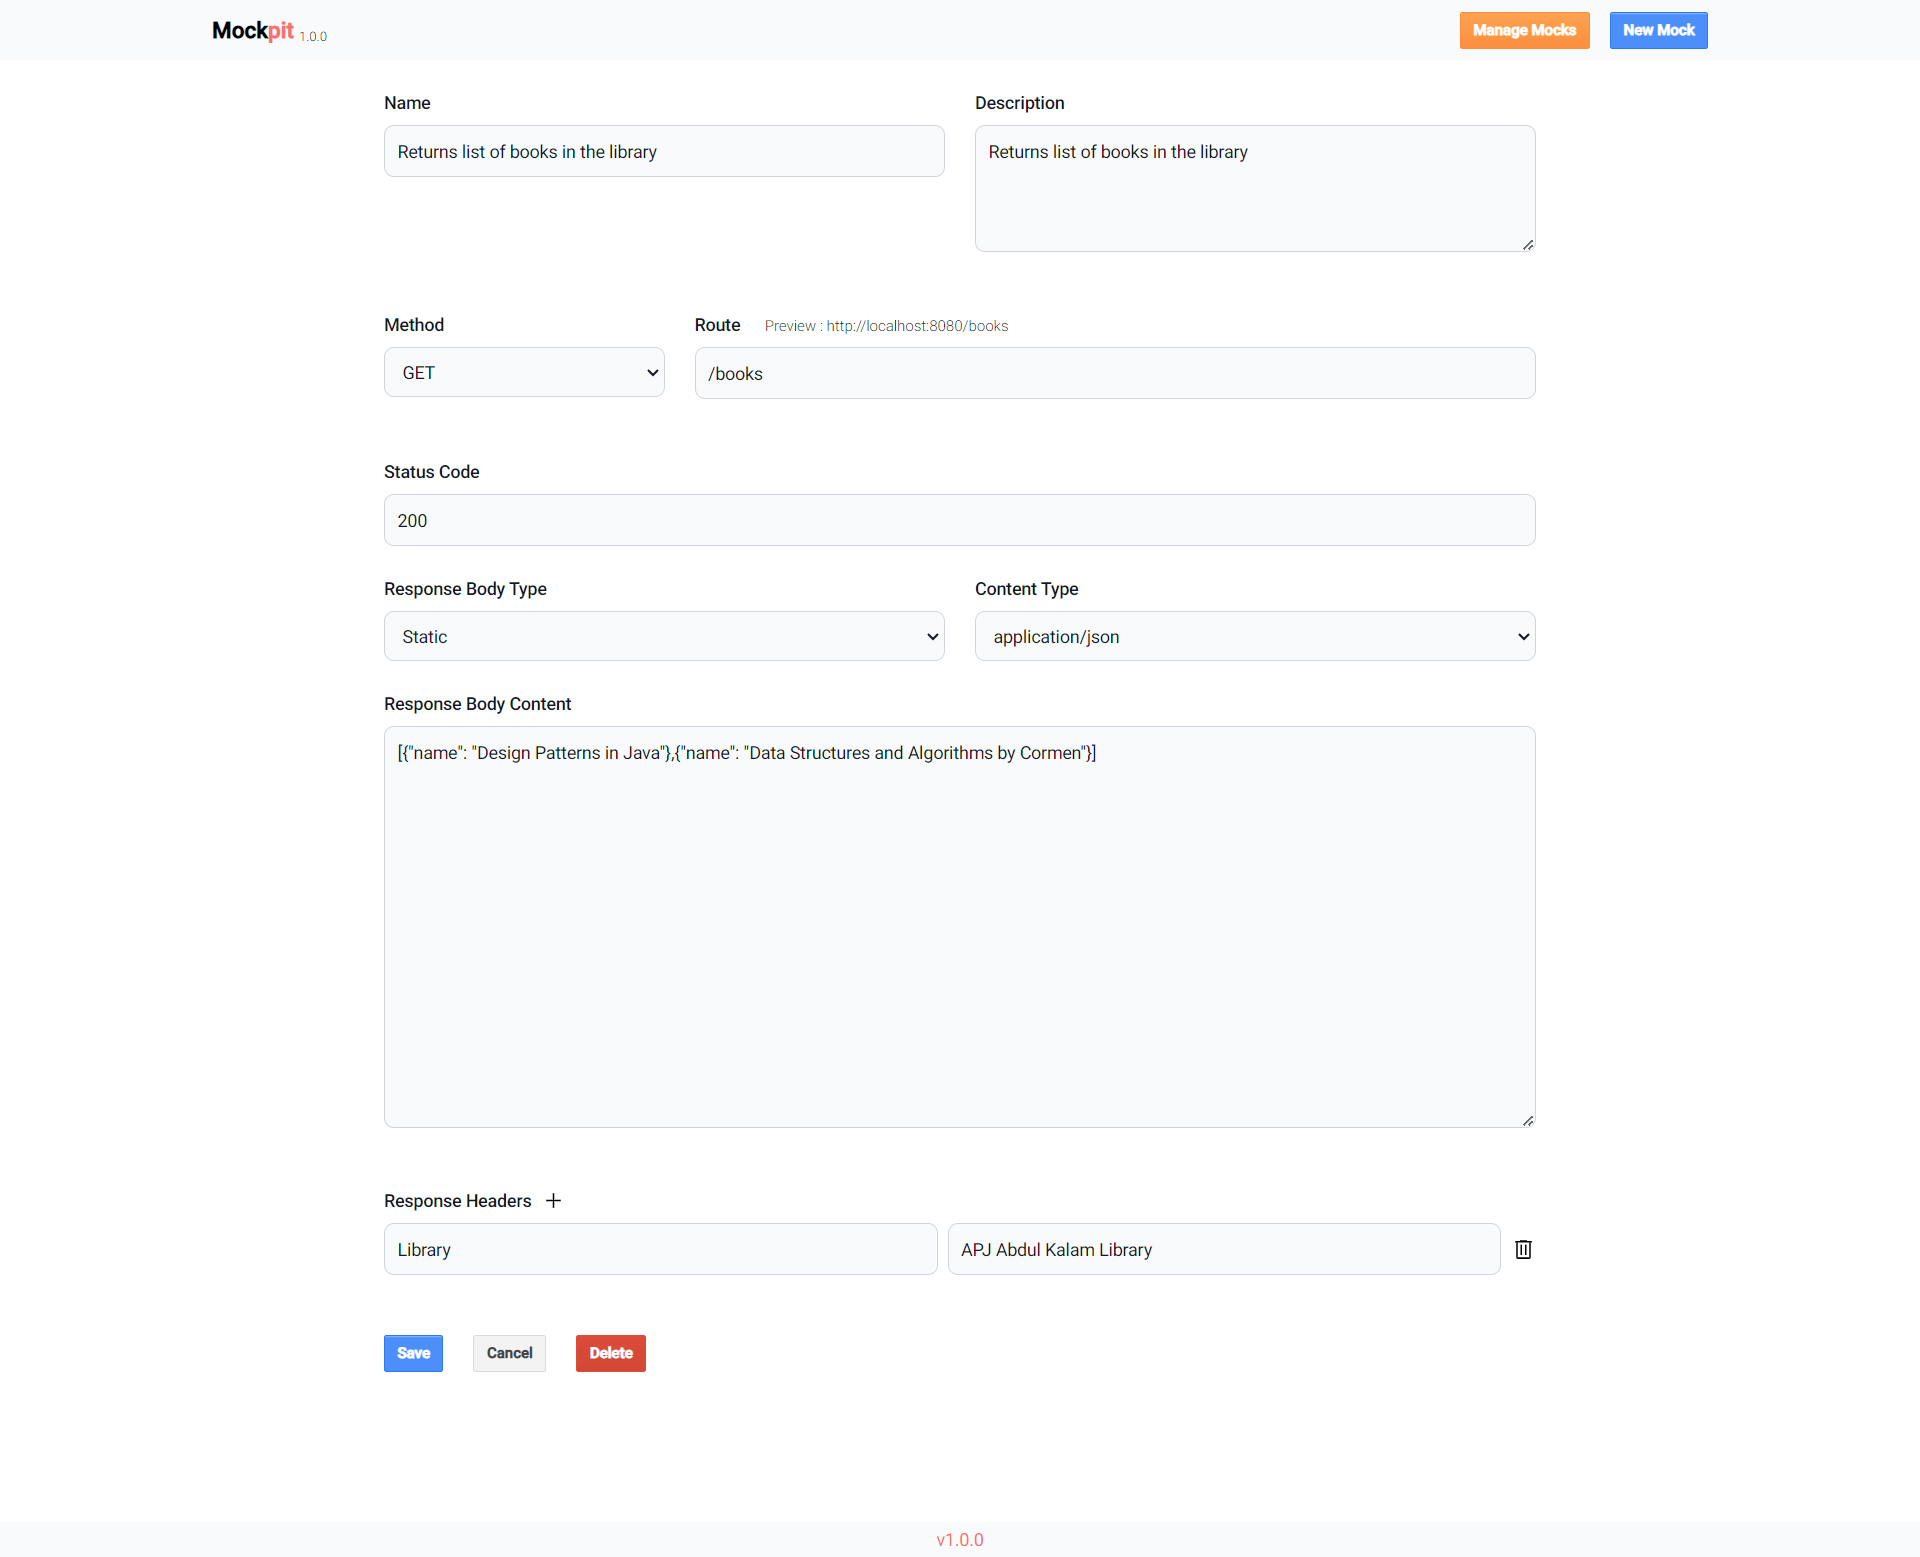 Mockpit 1.0.0
Manage Mocks
New Mock
Name
Description
Returns list of books in the library
Returns list of books in the library
Method
Route
Preview : http://localhost:8080/books
GET
/books
Status Code
200
Response Body Type
Content Type
Static
application/json
Response Body Content
[{"name": "Design Patterns in Java"},{"name": "Data Structures and Algorithms by Cormen"}]
Response Headers
Library
APJ Abdul Kalam Library
Save
Cancel
Delete
v1.0.0